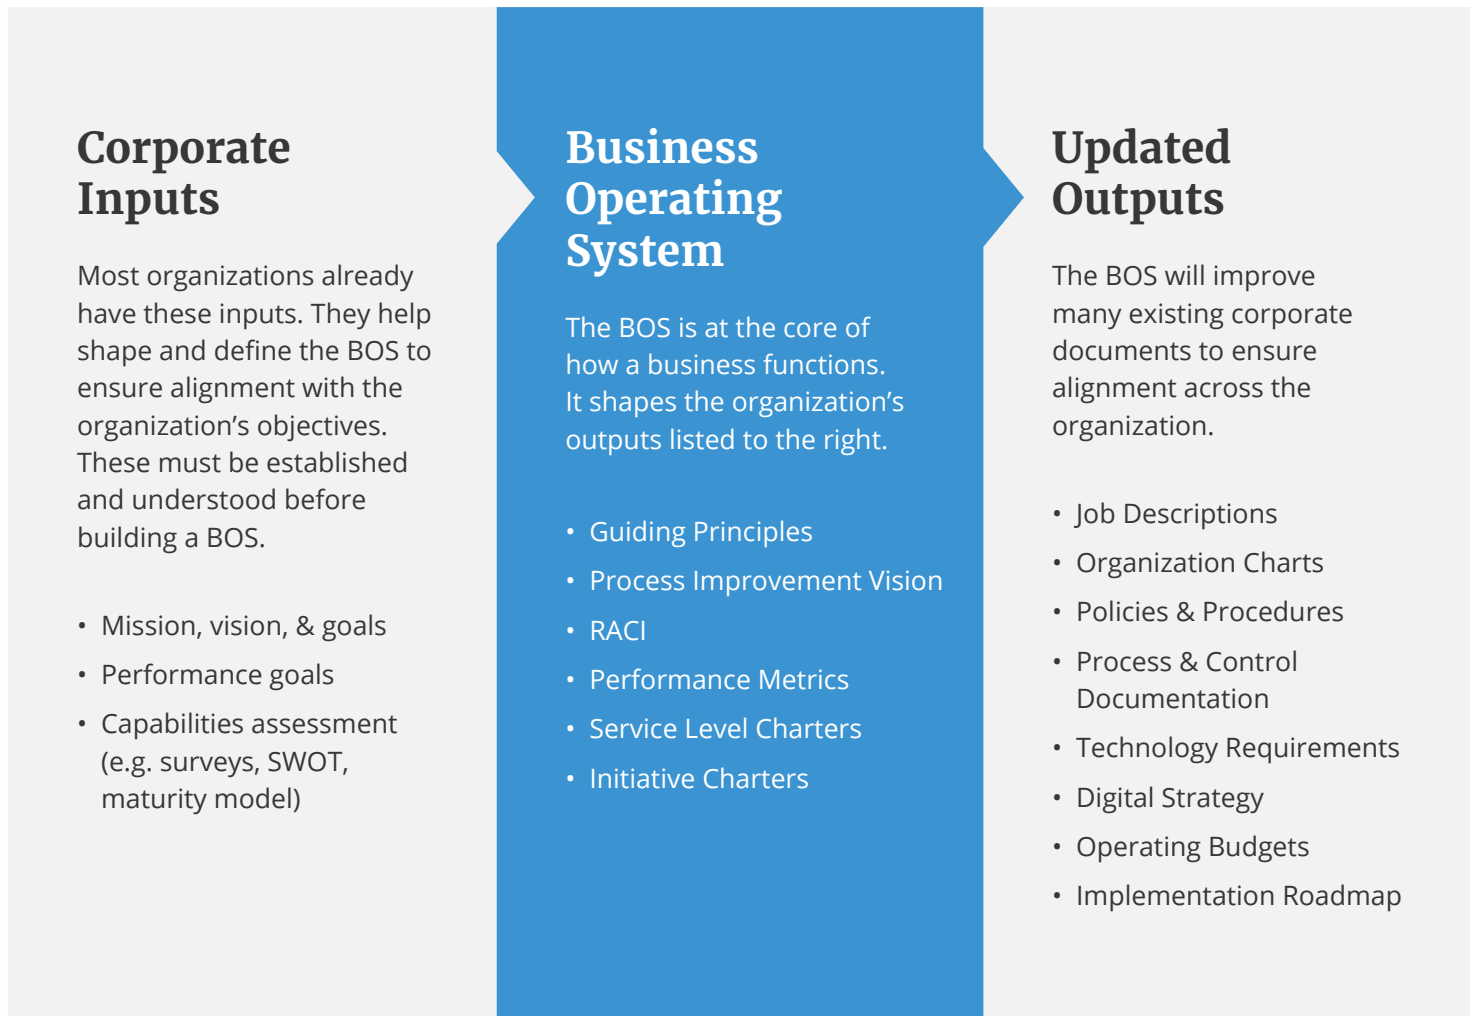 Corporate
Inputs
Most organizations already
have these inputs. They help
shape and define the BOS to
ensure alignment with the
organization’s objectives.
These must be established
and understood before
building a BOS.
• Mission, vision, & goals
• Performance goals
• Capabilities assessment
(e.g. surveys, SWOT,
maturity model)
Business
Operating
System
The BOS is at the core of
how a business functions.
It shapes the organization’s
outputs listed to the right.
• Guiding Principles
• Process Improvement Vision
• RACI
• Performance Metrics
• Service Level Charters
• Initiative Charters
Updated
Outputs
The BOS will improve
many existing corporate
documents to ensure
alignment across the
organization.
• Job Descriptions
• Organization Charts
• Policies & Procedures
• Process & Control
Documentation
• Technology Requirements
• Digital Strategy
• Operating Budgets
• Implementation Roadmap